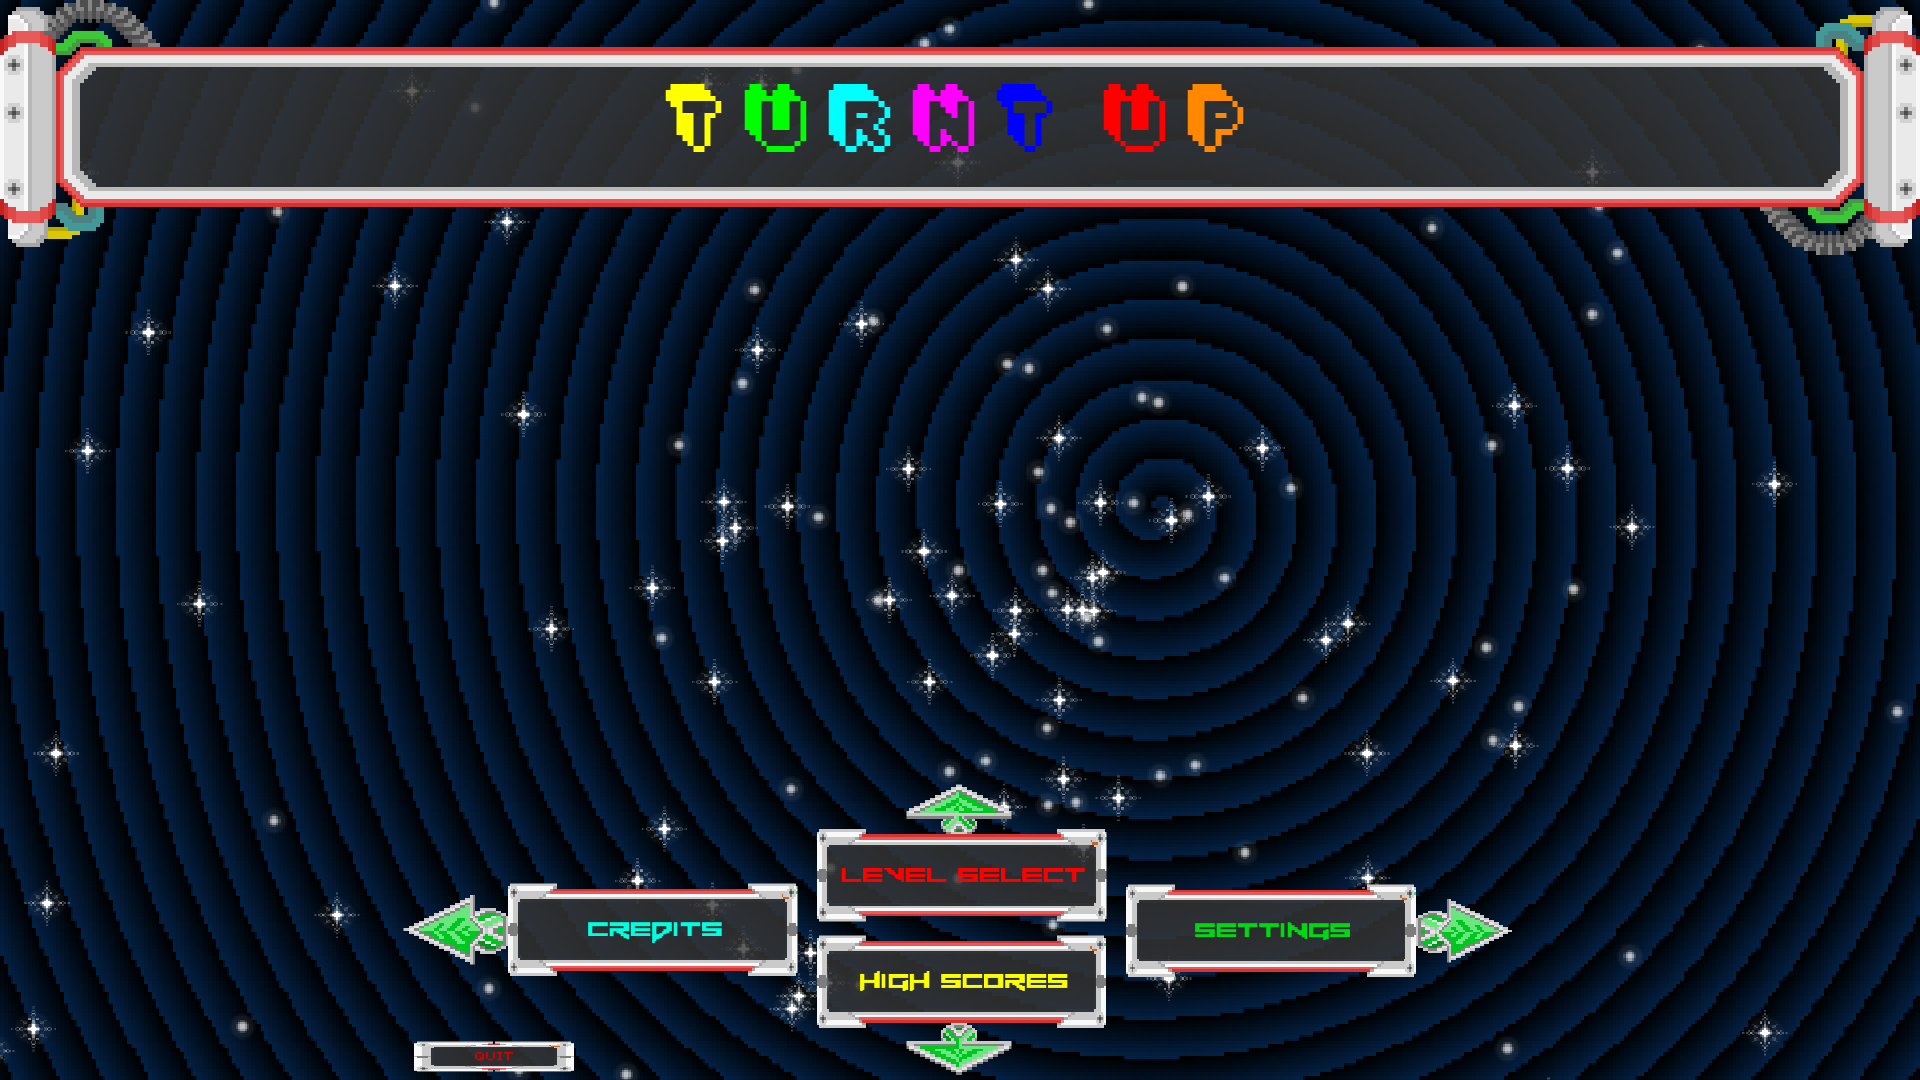 TURNT UP
LEVEL SELECT
CREDITS
SETTINGS
HIGH SCORES
QUIT